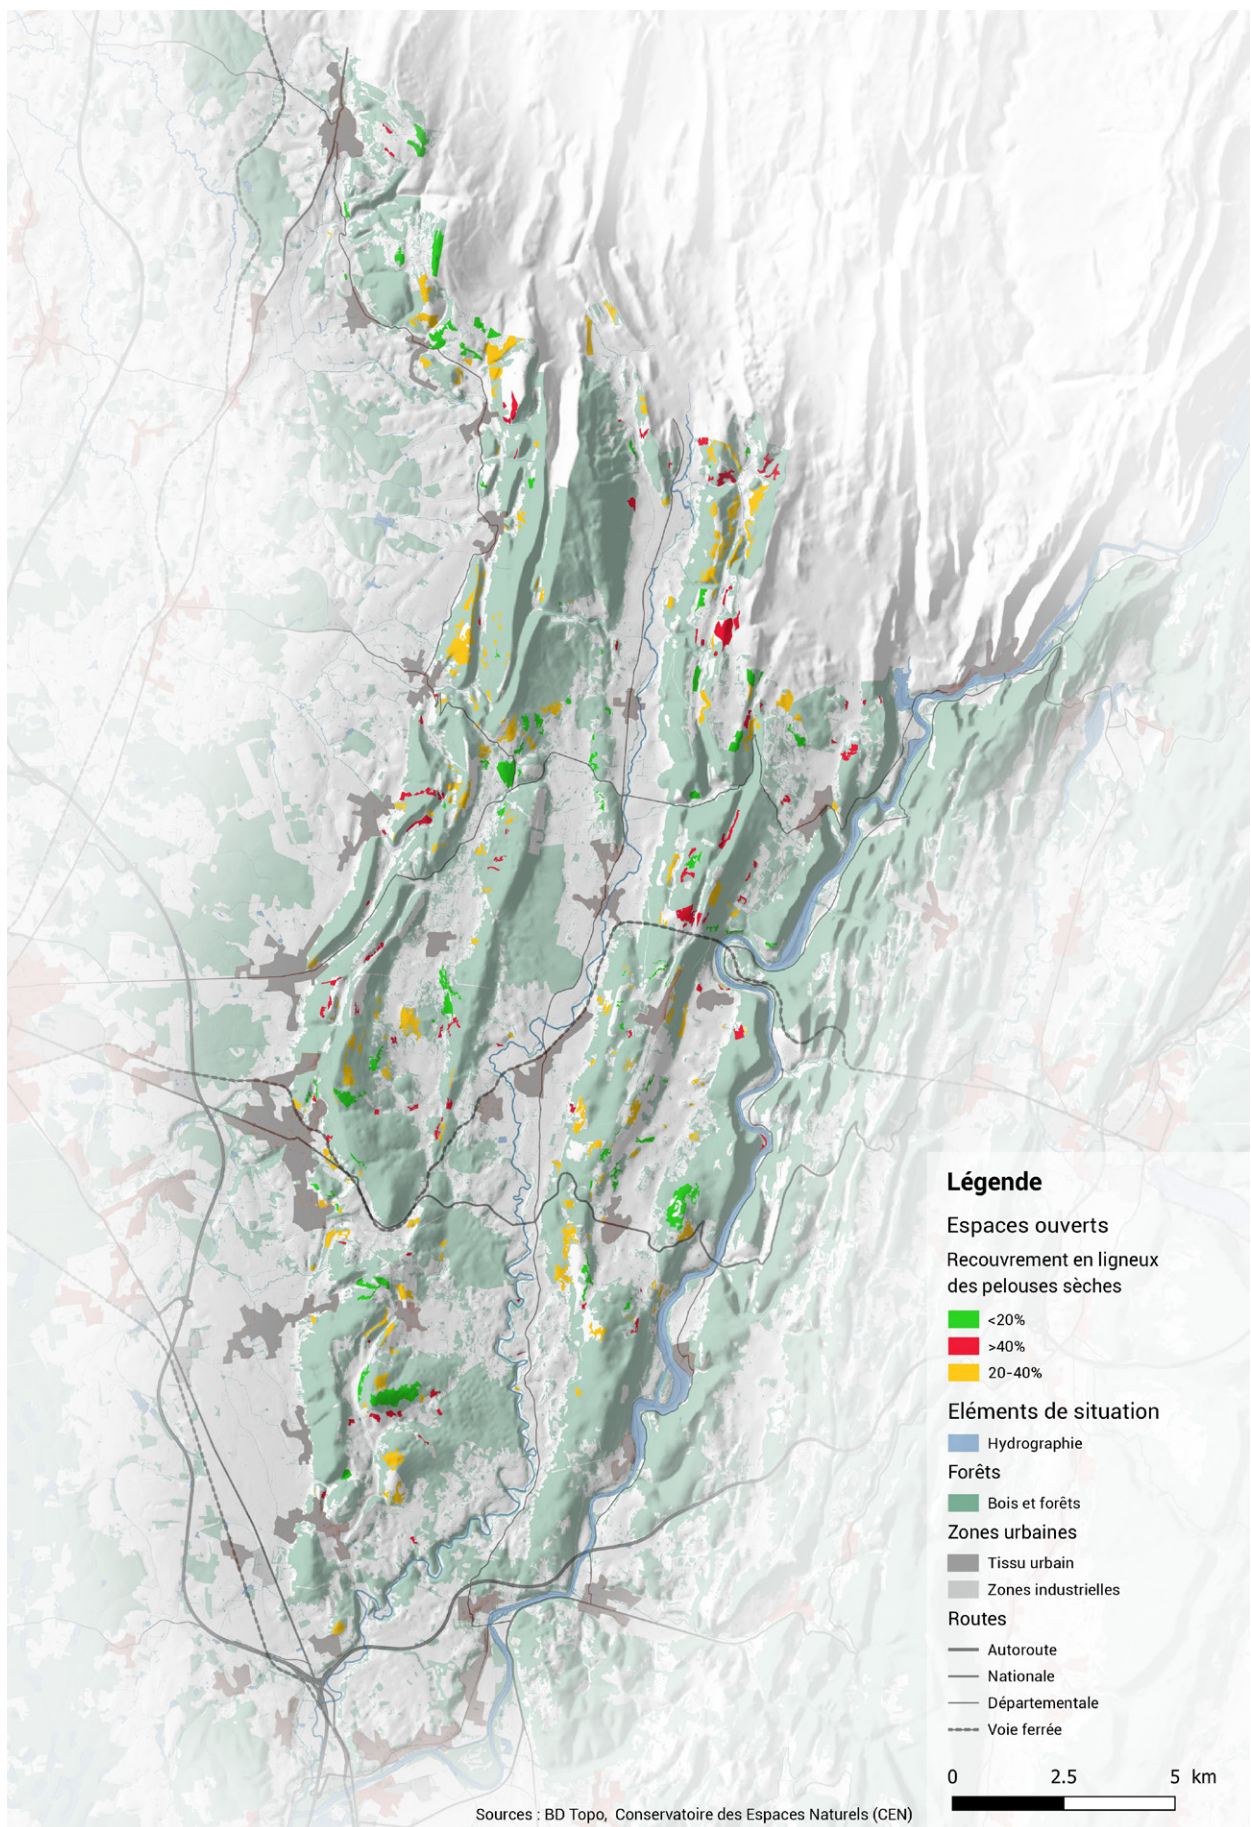 Légende
Espaces ouverts
Recouvrement en ligneux
des pelouses sèches
<20%
>40%
20-40%
Eléments de situation
Hydrographie
Forêts
Bois et forêts
Zones urbaines
Tissu urbain
Zones industrielles
Routes
Autoroute
Nationale
Départementale
Voie ferrée
0 2.5 5 km
Sources : BD Topo, Conservatoire des Espaces Naturels (CEN)